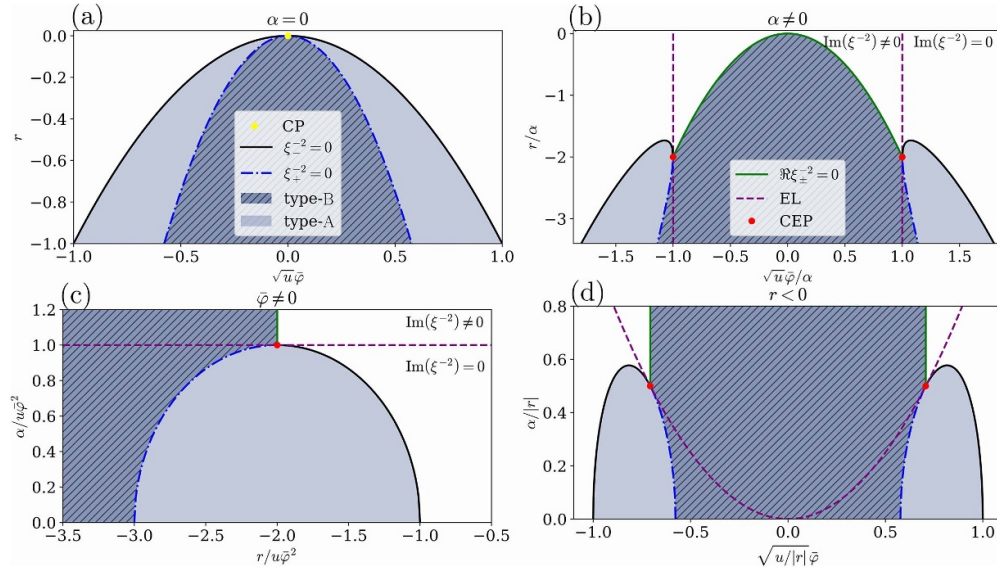 (a)
α = 0
0.0
−0.2
−0.4
−0.6
−0.8
−1.0
r
CP
ξ₋⁻² = 0
ξ₊⁻² = 0
type-B
type-A
−1.0
−0.5
0.0
0.5
1.0
√u φ̄
(b)
α ≠ 0
Im(ξ⁻²) ≠ 0
Im(ξ⁻²) = 0
0
−1
−2
−3
r/α
ℜξ±⁻² = 0
EL
CEP
−1.0
−0.5
0.0
0.5
1.0
1.5
√u φ̄/α
(c)
φ̄ ≠ 0
Im(ξ⁻²) ≠ 0
Im(ξ⁻²) = 0
1.2
1.0
0.8
0.6
0.4
0.2
0.0
α/uφ̄²
−3.5
−3.0
−2.5
−2.0
−1.5
−1.0
−0.5
r/uφ̄²
(d)
r < 0
0.8
0.6
0.4
0.2
0.0
α/|r|
−1.0
−0.5
0.0
0.5
1.0
√u/|r| φ̄